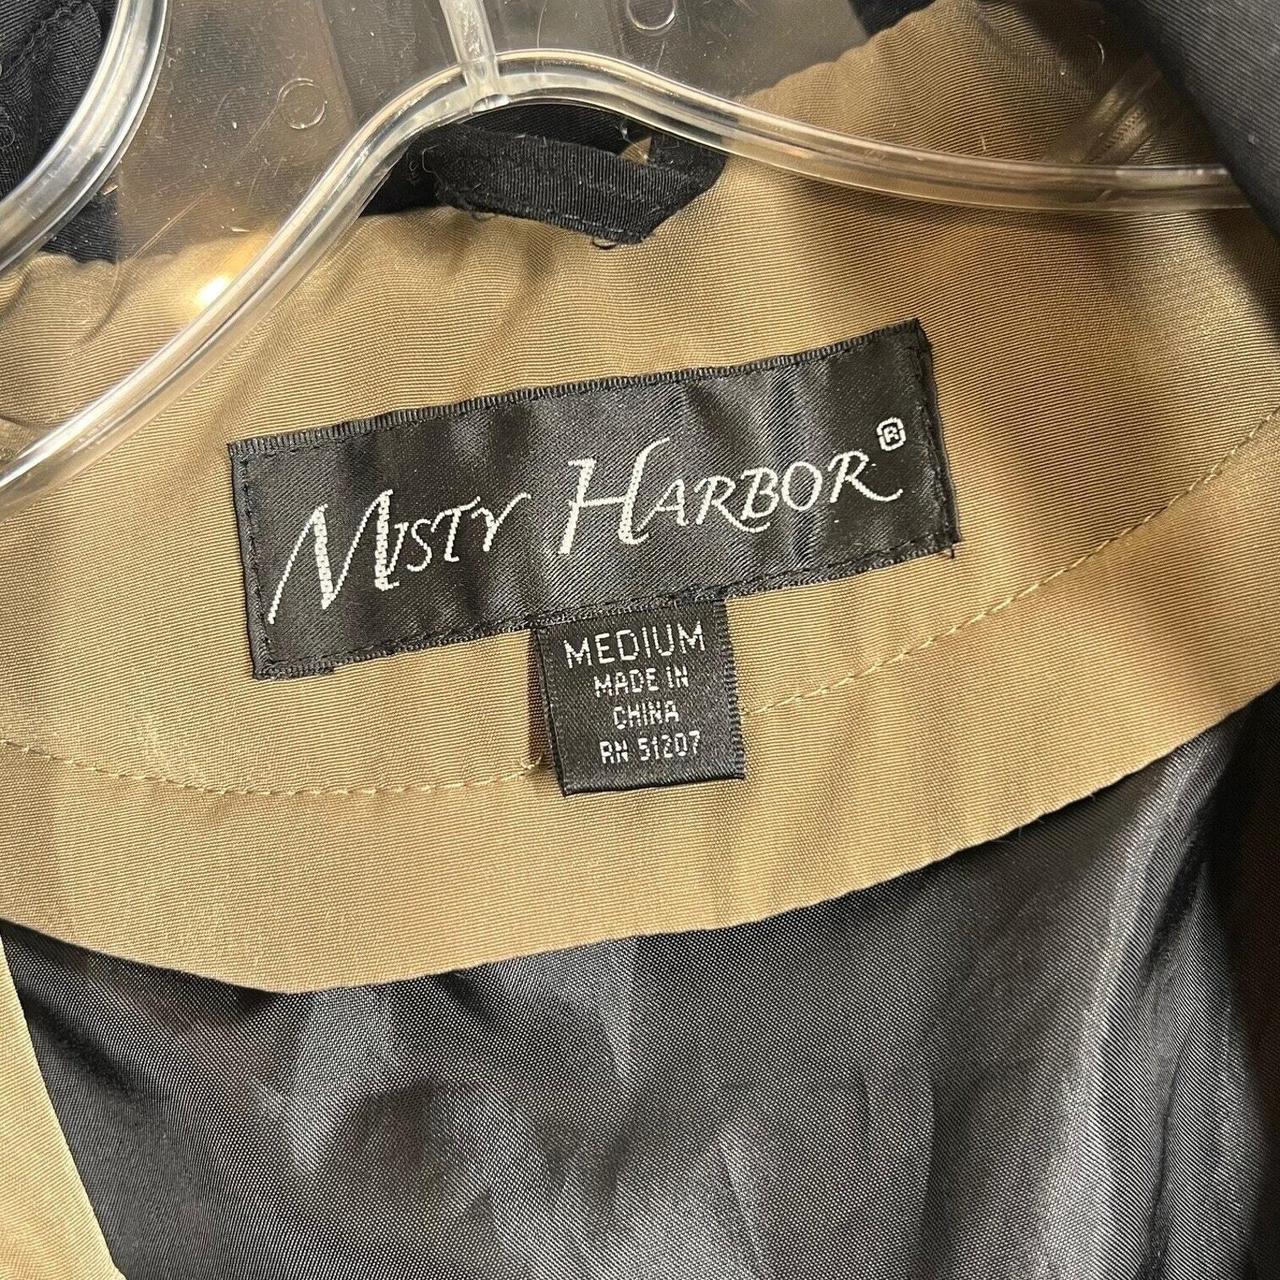 MISTY HARBOR®
MEDIUM
MADE IN
CHINA
RN 51207